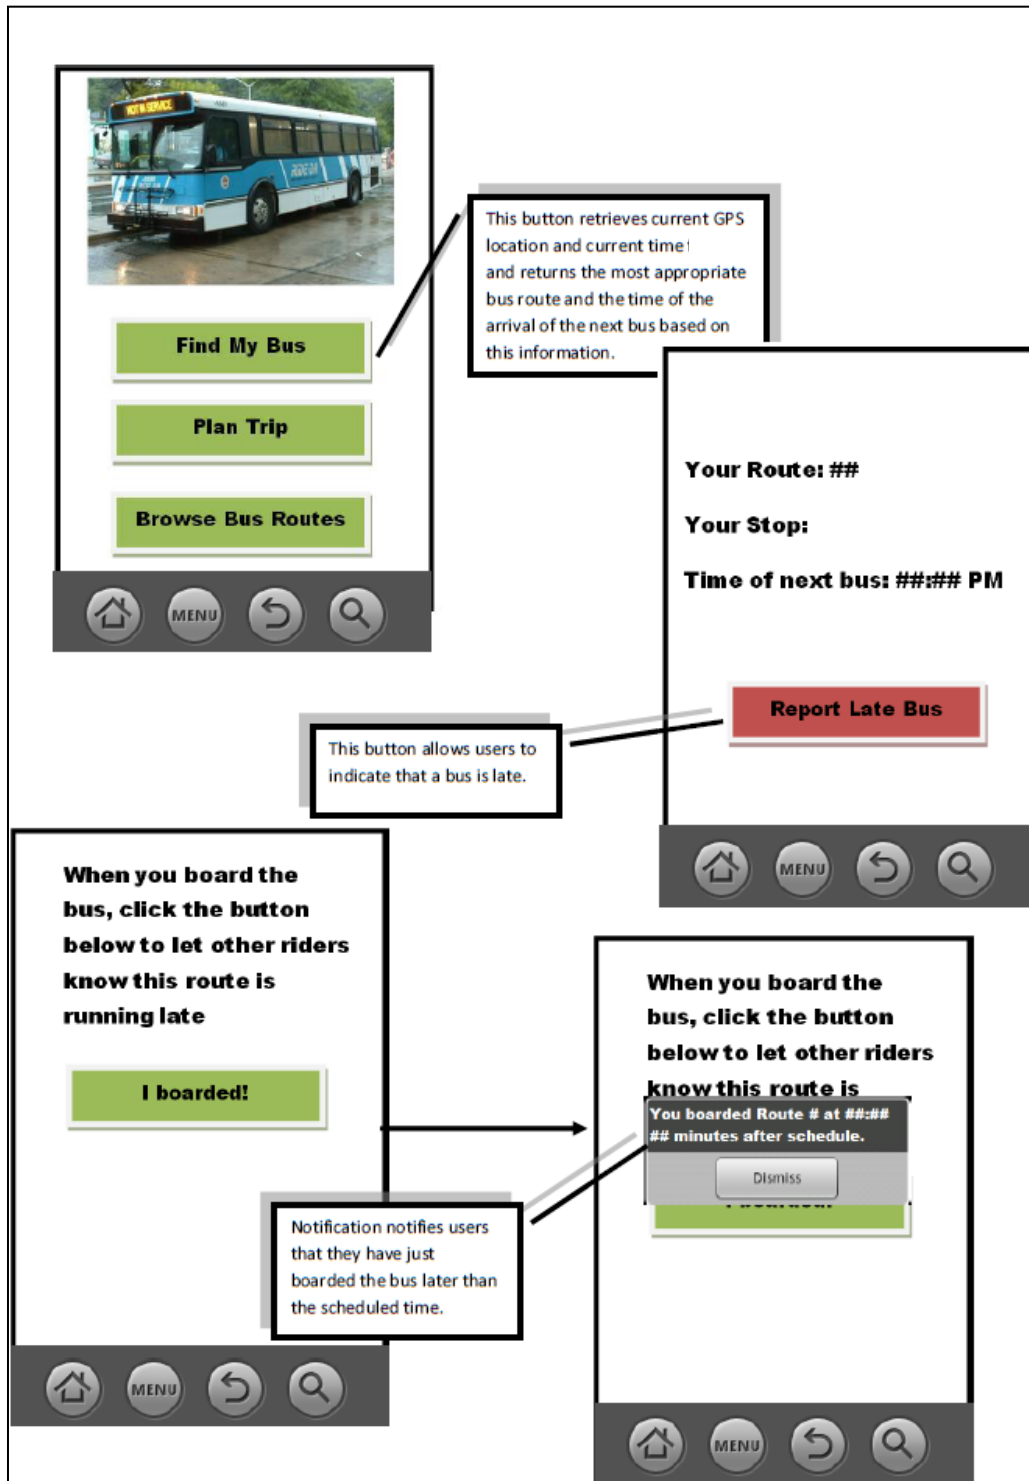 NOT IN SERVICE
Find My Bus
Plan Trip
Browse Bus Routes
MENU
This button retrieves current GPS
location and current time
and returns the most appropriate
bus route and the time of the
arrival of the next bus based on
this information.
Your Route: ##
Your Stop:
Time of next bus: ##:## PM
Report Late Bus
MENU
This button allows users to
indicate that a bus is late.
When you board the
bus, click the button
below to let other riders
know this route is
running late
I boarded!
MENU
Notification notifies users
that they have just
boarded the bus later than
the scheduled time.
When you board the
bus, click the button
below to let other riders
know this route is
You boarded Route # at ##:##
## minutes after schedule.
Dismiss
I boarded!
MENU